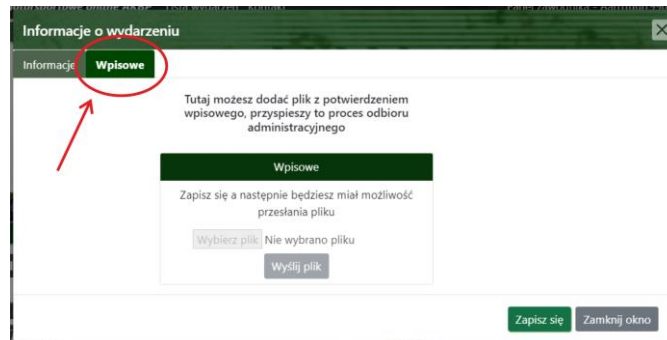 Informacje o wydarzeniu
Informacje Wpisowe
Tutaj możesz dodać plik z potwierdzeniem
wpisowego, przyspieszy to proces odbioru
administracyjnego
Wpisowe
Zapisz się a następnie będziesz miał możliwość
przesłania pliku
Wybierz plik Nie wybrano pliku
Wyślij plik
Zapisz się Zamknij okno